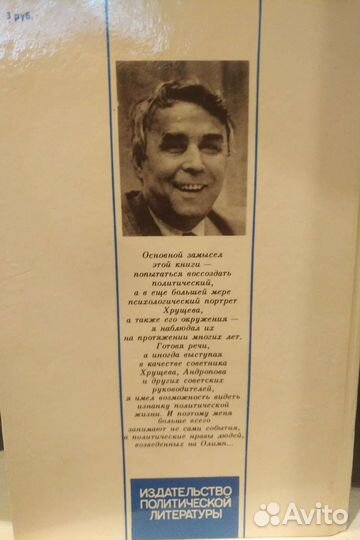 3 руб.
Основной замысел
этой книги —
попытаться воссоздать
политический,
а в еще большей мере
психологический портрет
Хрущева,
а также его окружения —
я наблюдал их
на протяжении многих лет.
Готовя речи,
а иногда выступая
в качестве советника
Хрущева, Андропова
и других советских
руководителей,
я имел возможность видеть
изнанку политической
жизни. И поэтому меня
больше всего
занимают не сами события,
а политические нравы людей,
возведенных на Олимп...
ИЗДАТЕЛЬСТВО
ПОЛИТИЧЕСКОЙ
ЛИТЕРАТУРЫ
Avito